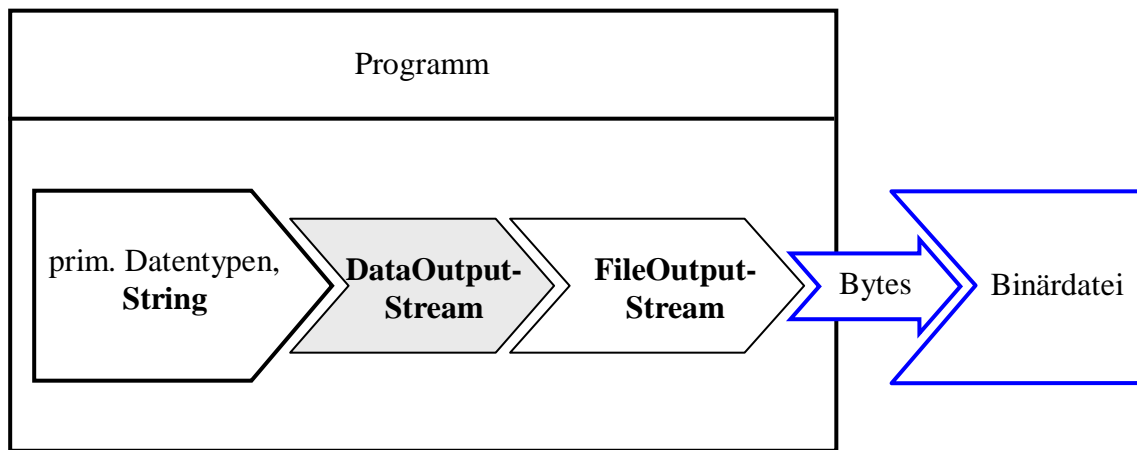 Programm
prim. Datentypen,
String
DataOutput-
Stream
FileOutput-
Stream
Bytes
Binärdatei